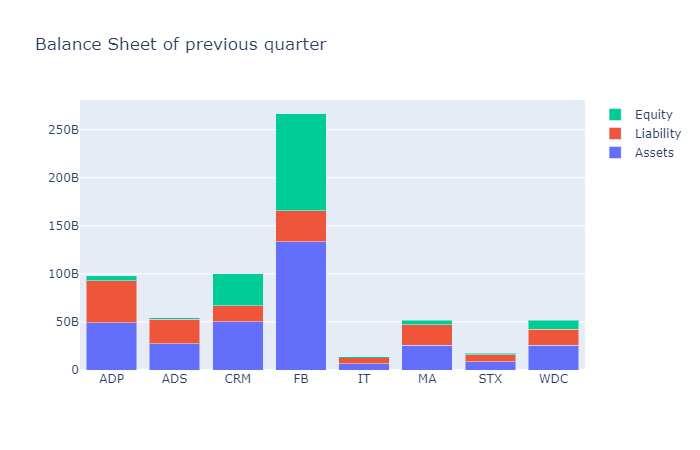 Balance Sheet of previous quarter
Equity
Liability
Assets
250B
200B
150B
100B
50B
0
ADP ADS CRM FB IT MA STX WDC